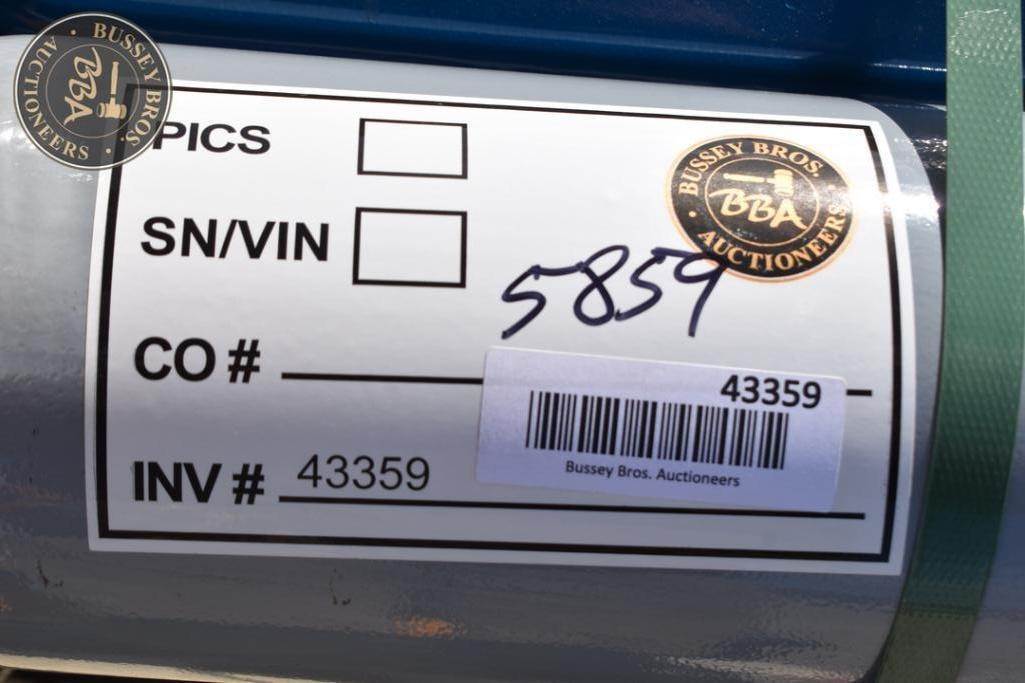 BUSSEY BROS.
AUCTIONEERS
BBA
PICS
BUSSEY BROS.
BBA
AUCTIONEERS
SN/VIN
5859
CO #
43359
Bussey Bros. Auctioneers
INV # 43359